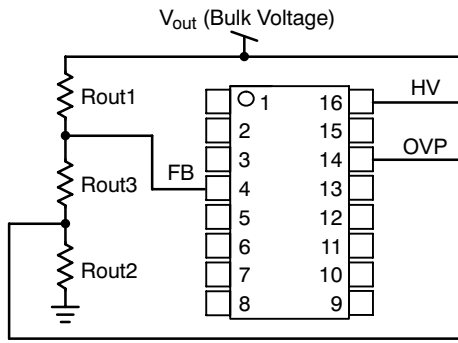 Vout (Bulk Voltage)
Rout1
Rout3
Rout2
FB
HV
OVP
1 16
2 15
3 14
4 13
5 12
6 11
7 10
8 9